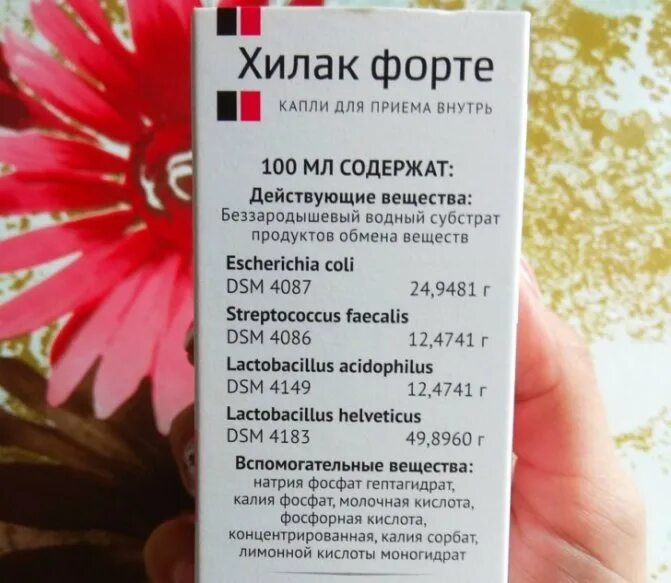 Хилак форте
КАПЛИ ДЛЯ ПРИЕМА ВНУТРЬ
100 МЛ СОДЕРЖАТ:
Действующие вещества:
Беззародышевый водный субстрат
продуктов обмена веществ
Escherichia coli
DSM 4087 24,9481 г
Streptococcus faecalis
DSM 4086 12,4741 г
Lactobacillus acidophilus
DSM 4149 12,4741 г
Lactobacillus helveticus
DSM 4183 49,8960 г
Вспомогательные вещества:
натрия фосфат гептагидрат,
калия фосфат, молочная кислота,
фосфорная кислота,
концентрированная, калия сорбат,
лимонной кислоты моногидрат